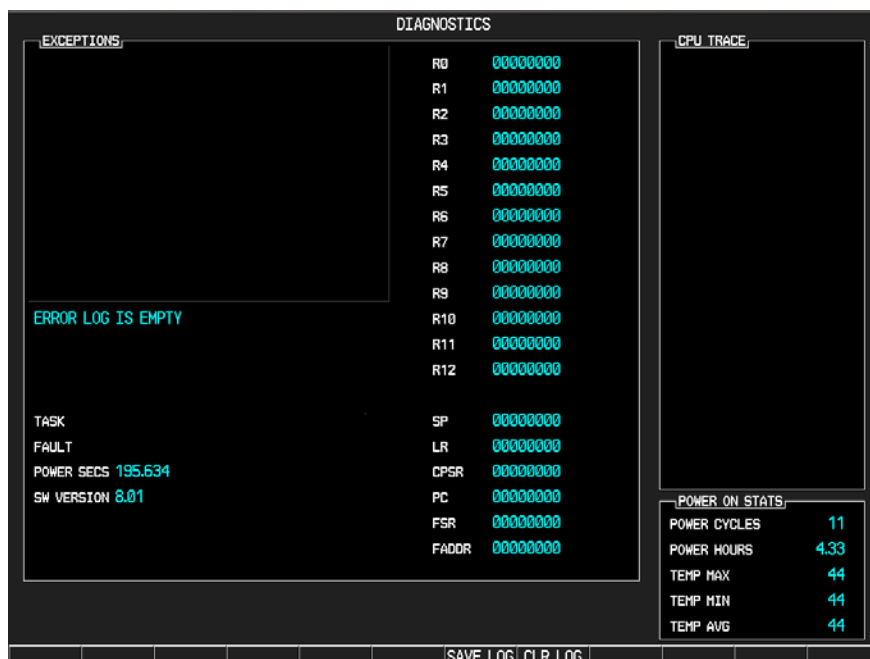 DIAGNOSTICS
EXCEPTIONS
R0 00000000
R1 00000000
R2 00000000
R3 00000000
R4 00000000
R5 00000000
R6 00000000
R7 00000000
R8 00000000
R9 00000000
R10 00000000
R11 00000000
R12 00000000
ERROR LOG IS EMPTY
TASK
FAULT
POWER SECS 195.634
SW VERSION 8.01
SP 00000000
LR 00000000
CPSR 00000000
PC 00000000
FSR 00000000
FADDR 00000000
CPU TRACE
POWER ON STATS
POWER CYCLES 11
POWER HOURS 4.33
TEMP MAX 44
TEMP MIN 44
TEMP AVG 44
SAVE LOG CLR LOG